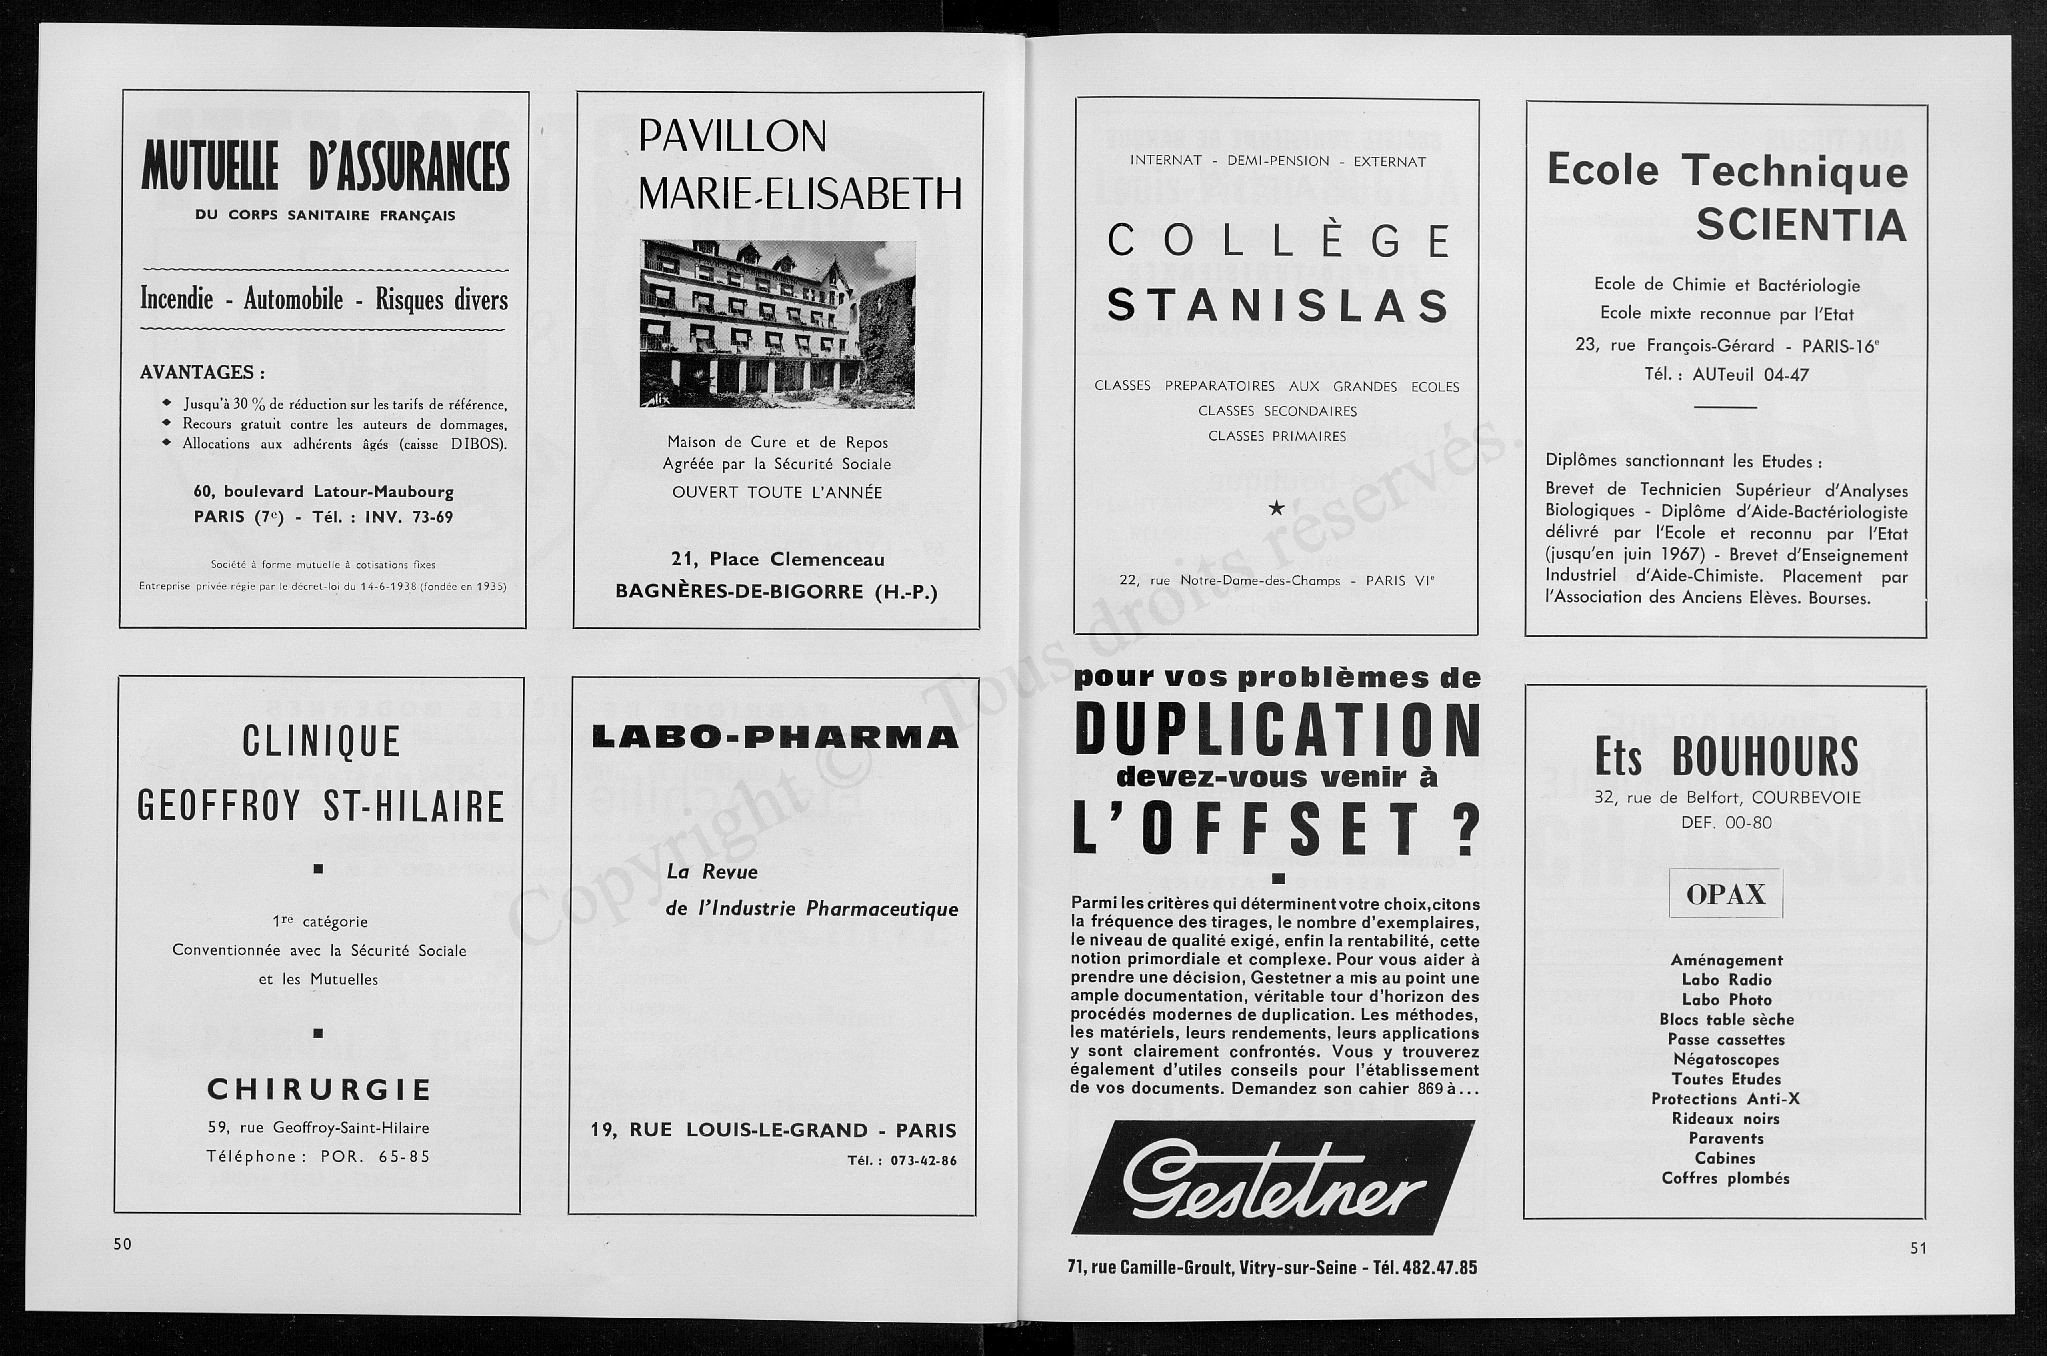 MUTUELLE D'ASSURANCES
DU CORPS SANITAIRE FRANÇAIS
Incendie - Automobile - Risques divers
AVANTAGES :
Jusqu'à 30 % de réduction sur les tarifs de référence,
Recours gratuit contre les auteurs de dommages,
Allocations aux adhérents âgés (caisse DIBOS).
60, boulevard Latour-Maubourg
PARIS (7e) - Tél. : INV. 73-69
Société à forme mutuelle à cotisations fixes
Entreprise privée régie par le décret-loi du 14-6-1938 (fondée en 1935)
PAVILLON
MARIE-ELISABETH
Alix
Maison de Cure et de Repos
Agréée par la Sécurité Sociale
OUVERT TOUTE L'ANNÉE
21, Place Clemenceau
BAGNÈRES-DE-BIGORRE (H.-P.)
CLINIQUE
GEOFFROY ST-HILAIRE
1re catégorie
Conventionnée avec la Sécurité Sociale
et les Mutuelles
CHIRURGIE
59, rue Geoffroy-Saint-Hilaire
Téléphone : POR. 65-85
LABO-PHARMA
La Revue
de l'Industrie Pharmaceutique
19, RUE LOUIS-LE-GRAND - PARIS
Tél. : 073-42-86
50
INTERNAT - DEMI-PENSION - EXTERNAT
COLLÈGE
STANISLAS
CLASSES PREPARATOIRES AUX GRANDES ECOLES
CLASSES SECONDAIRES
CLASSES PRIMAIRES
★
22, rue Notre-Dame-des-Champs - PARIS VIe
Ecole Technique
SCIENTIA
Ecole de Chimie et Bactériologie
Ecole mixte reconnue par l'Etat
23, rue François-Gérard - PARIS-16e
Tél. : AUTeuil 04-47
Diplômes sanctionnant les Etudes :
Brevet de Technicien Supérieur d'Analyses
Biologiques - Diplôme d'Aide-Bactériologiste
délivré par l'Ecole et reconnu par l'Etat
(jusqu'en juin 1967) - Brevet d'Enseignement
Industriel d'Aide-Chimiste. Placement par
l'Association des Anciens Elèves. Bourses.
pour vos problèmes de
DUPLICATION
devez-vous venir à
L'OFFSET ?
Parmi les critères qui déterminent votre choix, citons
la fréquence des tirages, le nombre d'exemplaires,
le niveau de qualité exigé, enfin la rentabilité, cette
notion primordiale et complexe. Pour vous aider à
prendre une décision, Gestetner a mis au point une
ample documentation, véritable tour d'horizon des
procédés modernes de duplication. Les méthodes,
les matériels, leurs rendements, leurs applications
y sont clairement confrontés. Vous y trouverez
également d'utiles conseils pour l'établissement
de vos documents. Demandez son cahier 869 à...
Gestetner
71, rue Camille-Groult, Vitry-sur-Seine - Tél. 482.47.85
Ets BOUHOURS
32, rue de Belfort, COURBEVOIE
DEF. 00-80
OPAX
Aménagement
Labo Radio
Labo Photo
Blocs table sèche
Passe cassettes
Négatoscopes
Toutes Etudes
Protections Anti-X
Rideaux noirs
Paravents
Cabines
Coffres plombés
51
Copyright © Tous droits réservés.